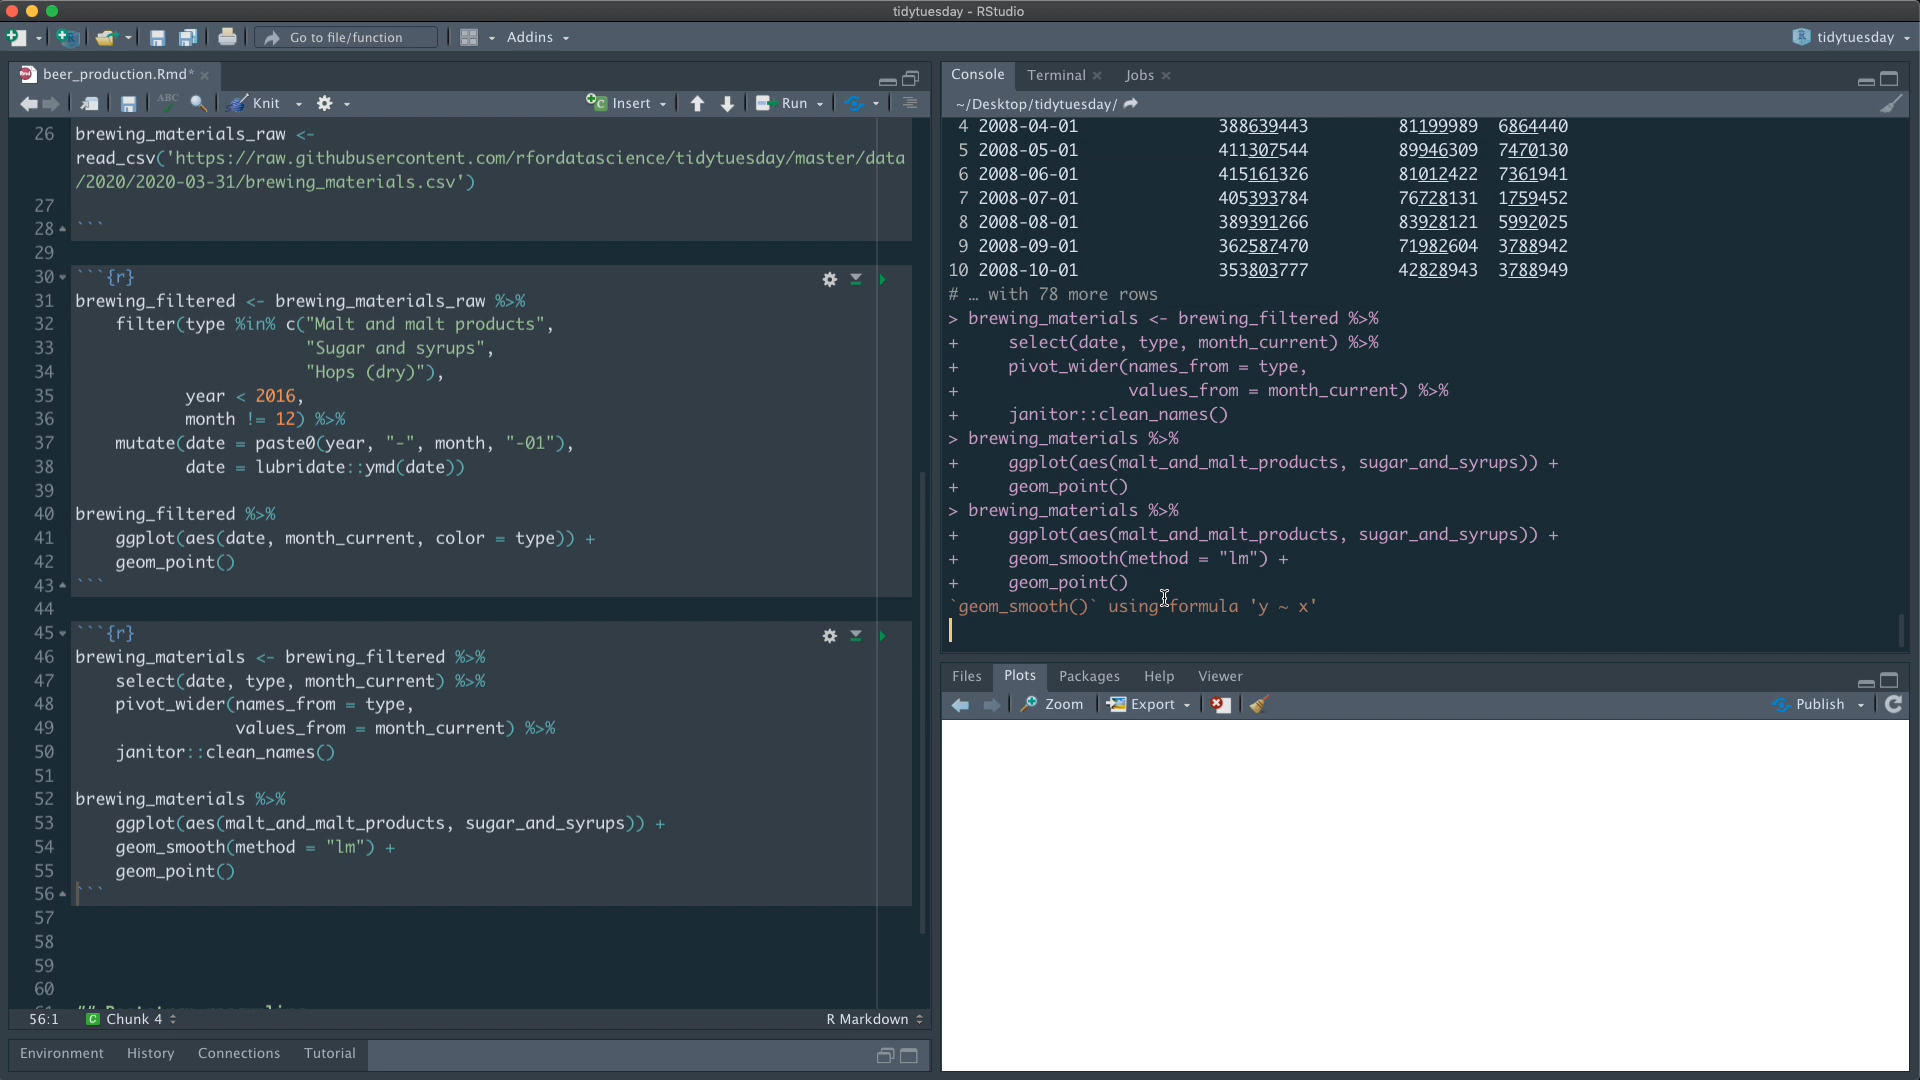 tidytuesday - RStudio
Go to file/function
Addins
tidytuesday
beer_production.Rmd*
ABC
Knit
Insert
Run
26 brewing_materials_raw <-
read_csv('https://raw.githubusercontent.com/rfordatascience/tidytuesday/master/data
/2020/2020-03-31/brewing_materials.csv')
27
28 ```
29
30 ```{r}
31 brewing_filtered <- brewing_materials_raw %>%
32 filter(type %in% c("Malt and malt products",
33 "Sugar and syrups",
34 "Hops (dry)"),
35 year < 2016,
36 month != 12) %>%
37 mutate(date = paste0(year, "-", month, "-01"),
38 date = lubridate::ymd(date))
39
40 brewing_filtered %>%
41 ggplot(aes(date, month_current, color = type)) +
42 geom_point()
43 ```
44
45 ```{r}
46 brewing_materials <- brewing_filtered %>%
47 select(date, type, month_current) %>%
48 pivot_wider(names_from = type,
49 values_from = month_current) %>%
50 janitor::clean_names()
51
52 brewing_materials %>%
53 ggplot(aes(malt_and_malt_products, sugar_and_syrups)) +
54 geom_smooth(method = "lm") +
55 geom_point()
56 ```
57
58
59
60
56:1 Chunk 4
R Markdown
Environment History Connections Tutorial
Console Terminal Jobs
~/Desktop/tidytuesday/
4 2008-04-01 388639443 81199989 6864440
5 2008-05-01 411307544 89946309 7470130
6 2008-06-01 415161326 81012422 7361941
7 2008-07-01 405393784 76728131 1759452
8 2008-08-01 389391266 83928121 5992025
9 2008-09-01 362587470 71982604 3788942
10 2008-10-01 353803777 42828943 3788949
# … with 78 more rows
> brewing_materials <- brewing_filtered %>%
+ select(date, type, month_current) %>%
+ pivot_wider(names_from = type,
+ values_from = month_current) %>%
+ janitor::clean_names()
> brewing_materials %>%
+ ggplot(aes(malt_and_malt_products, sugar_and_syrups)) +
+ geom_point()
> brewing_materials %>%
+ ggplot(aes(malt_and_malt_products, sugar_and_syrups)) +
+ geom_smooth(method = "lm") +
+ geom_point()
`geom_smooth()` using formula 'y ~ x'
Files Plots Packages Help Viewer
Zoom Export Publish